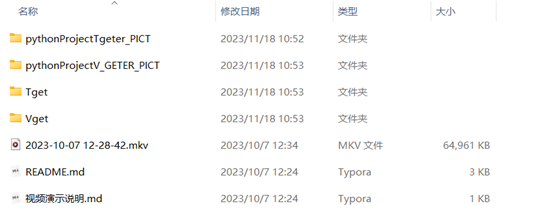 名称 修改日期 类型 大小
pythonProjectTgeter_PICT 2023/11/18 10:52 文件夹
pythonProjectV_GETER_PICT 2023/11/18 10:53 文件夹
Tget 2023/11/18 10:53 文件夹
Vget 2023/11/18 10:53 文件夹
2023-10-07 12-28-42.mkv 2023/10/7 12:34 MKV 文件 64,961 KB
README.md 2023/10/7 12:24 Typora 3 KB
视频演示说明.md 2023/10/7 12:24 Typora 1 KB